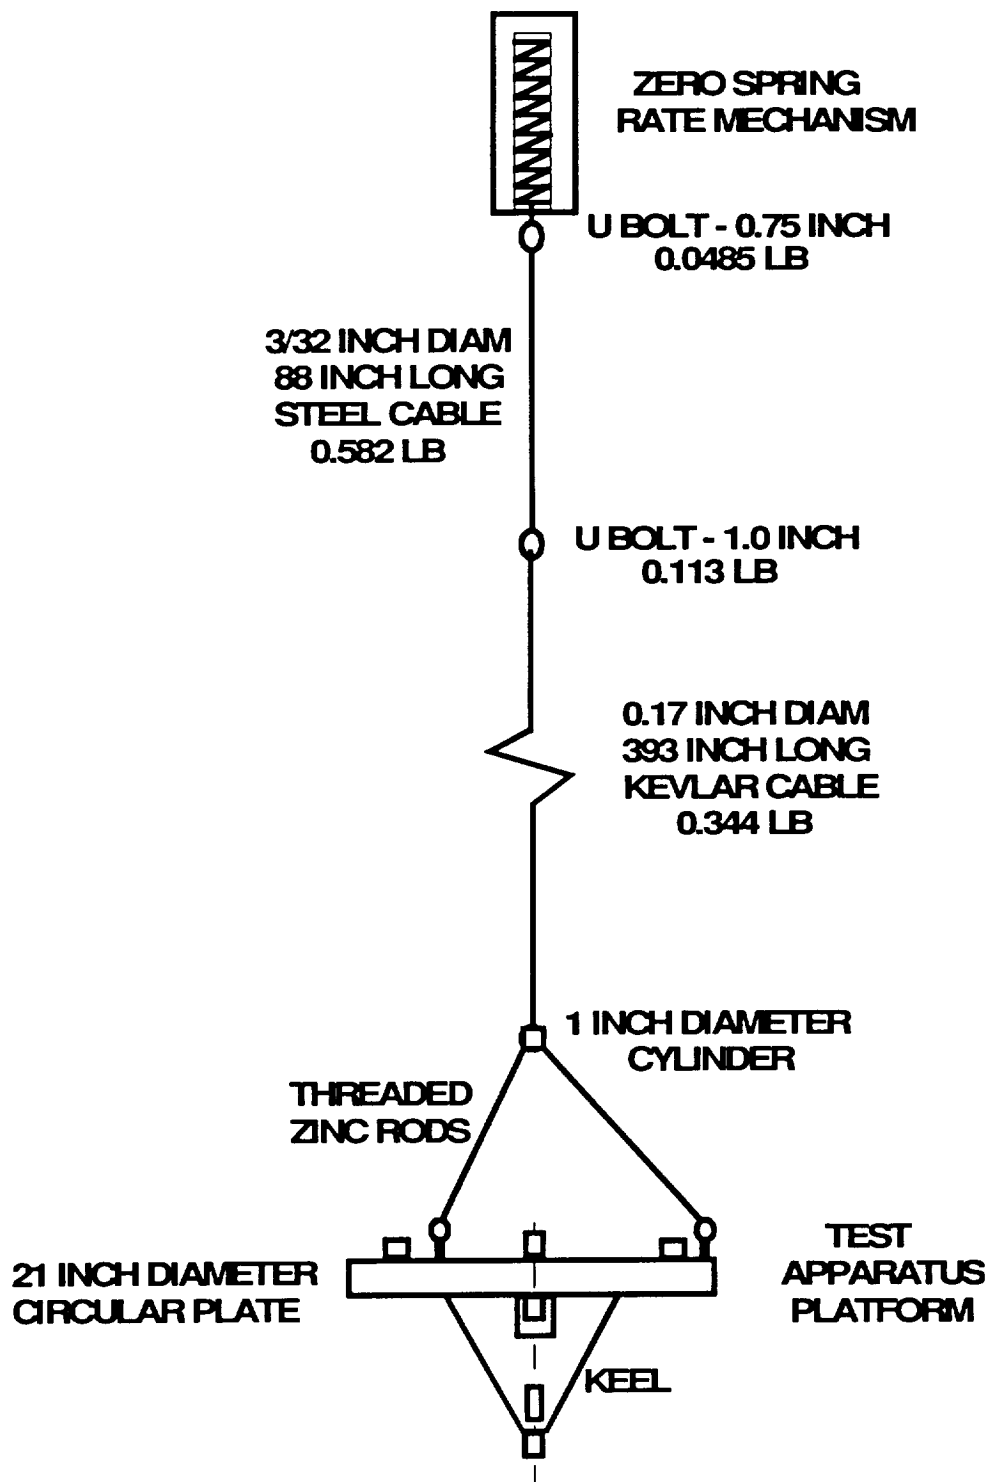 ZERO SPRING
RATE MECHANISM
U BOLT - 0.75 INCH
0.0485 LB
3/32 INCH DIAM
88 INCH LONG
STEEL CABLE
0.582 LB
U BOLT - 1.0 INCH
0.113 LB
0.17 INCH DIAM
393 INCH LONG
KEVLAR CABLE
0.344 LB
1 INCH DIAMETER
CYLINDER
THREADED
ZINC RODS
TEST
APPARATUS
PLATFORM
21 INCH DIAMETER
CIRCULAR PLATE
KEEL